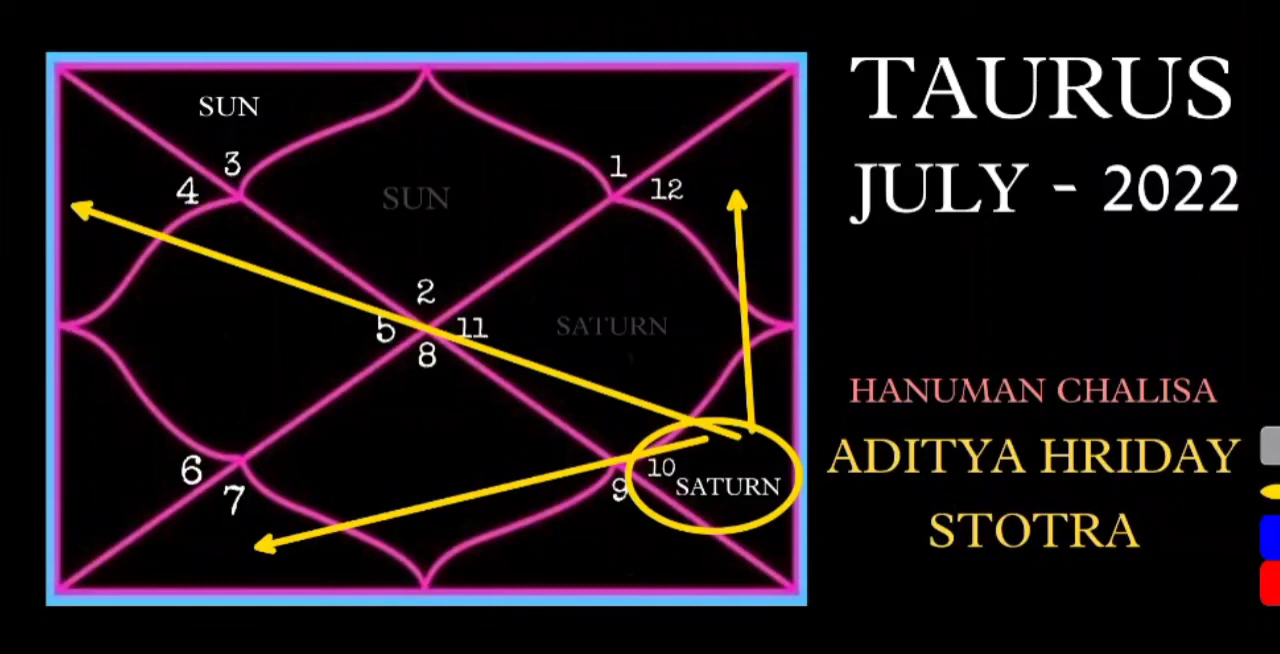 TAURUS
JULY - 2022
SUN
3
1
4
12
SUN
2
5
11
SATURN
8
HANUMAN CHALISA
ADITYA HRIDAY
STOTRA
6
10
SATURN
7
9